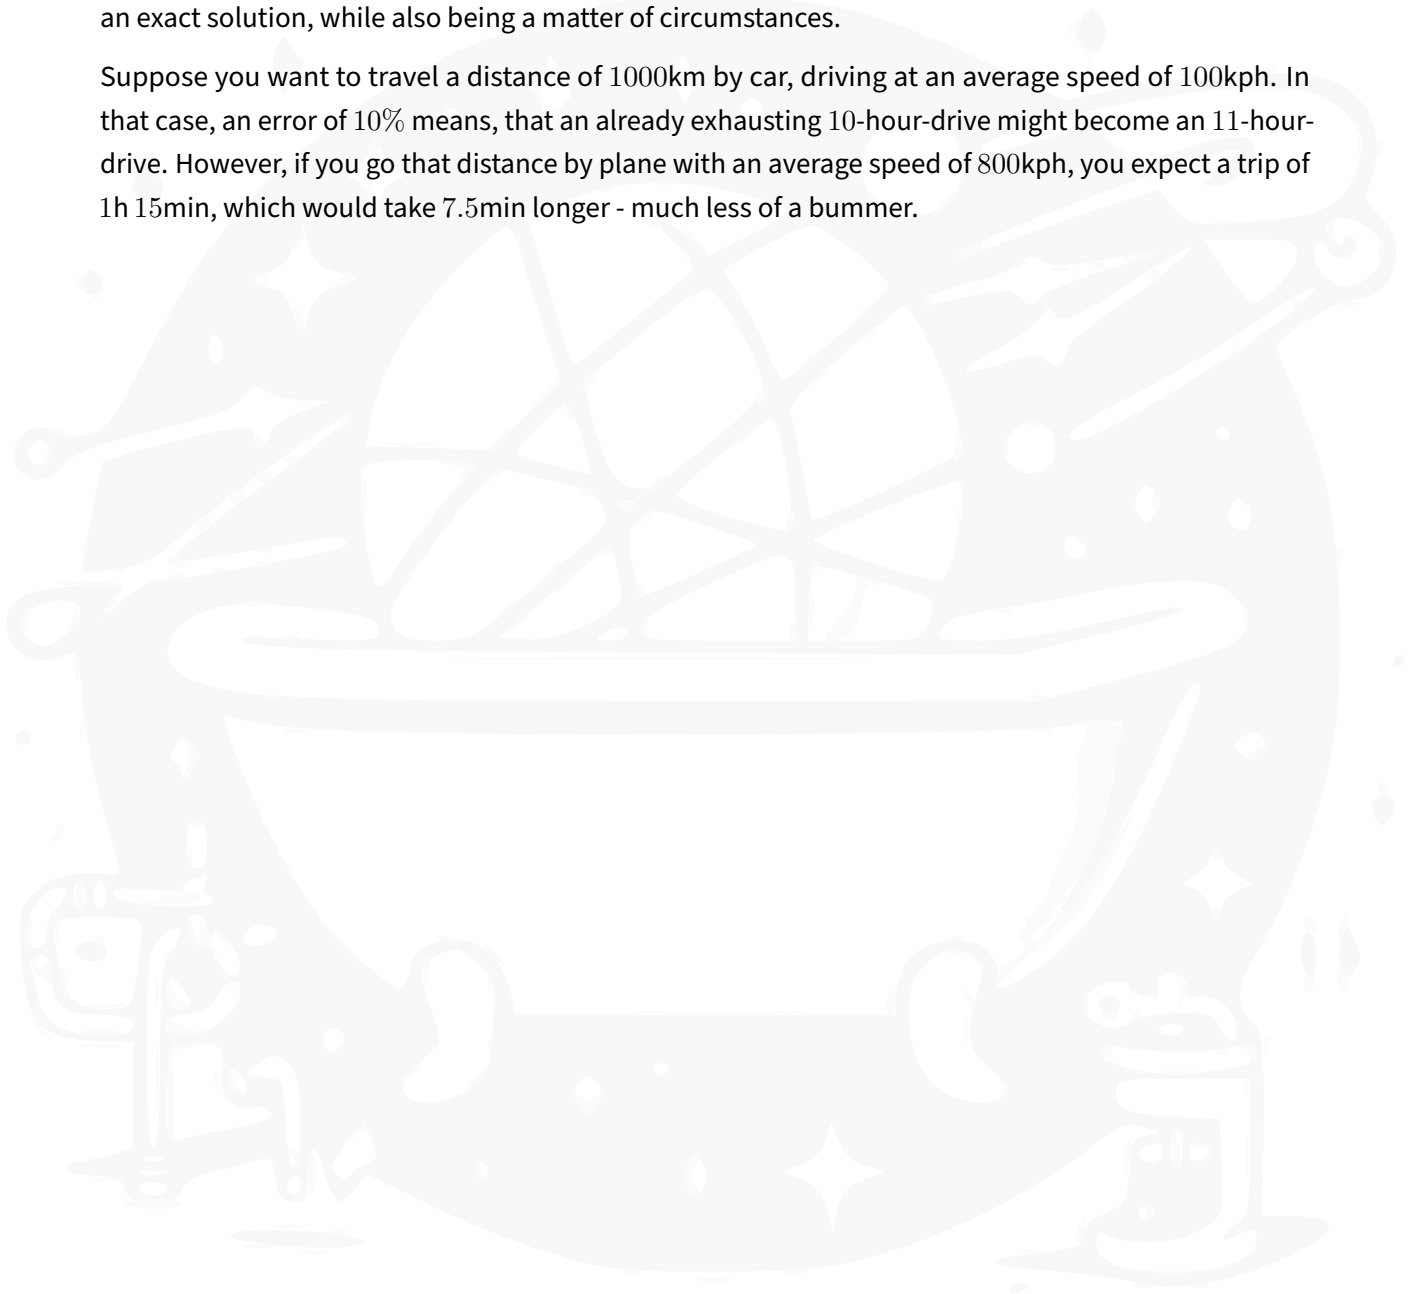 an exact solution, while also being a matter of circumstances.
Suppose you want to travel a distance of 1000km by car, driving at an average speed of 100kph. In
that case, an error of 10% means, that an already exhausting 10-hour-drive might become an 11-hour-
drive. However, if you go that distance by plane with an average speed of 800kph, you expect a trip of
1h 15min, which would take 7.5min longer - much less of a bummer.